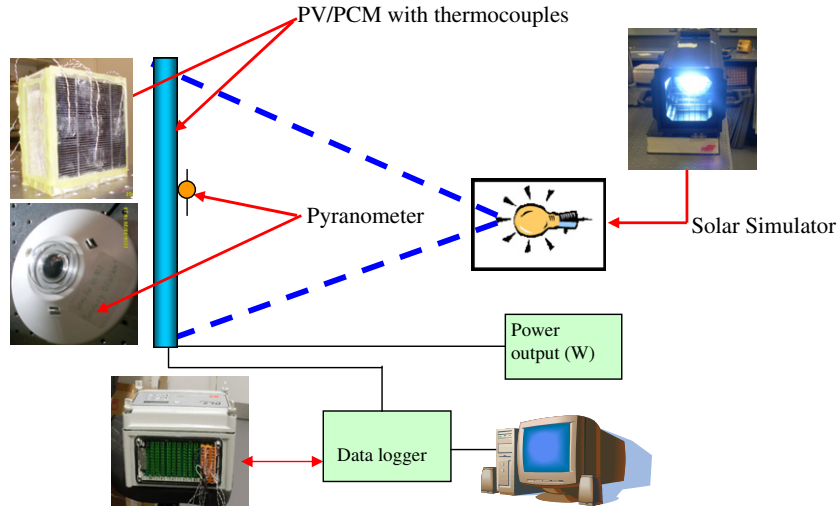 PV/PCM with thermocouples
Pyranometer
Solar Simulator
Power
output (W)
Data logger